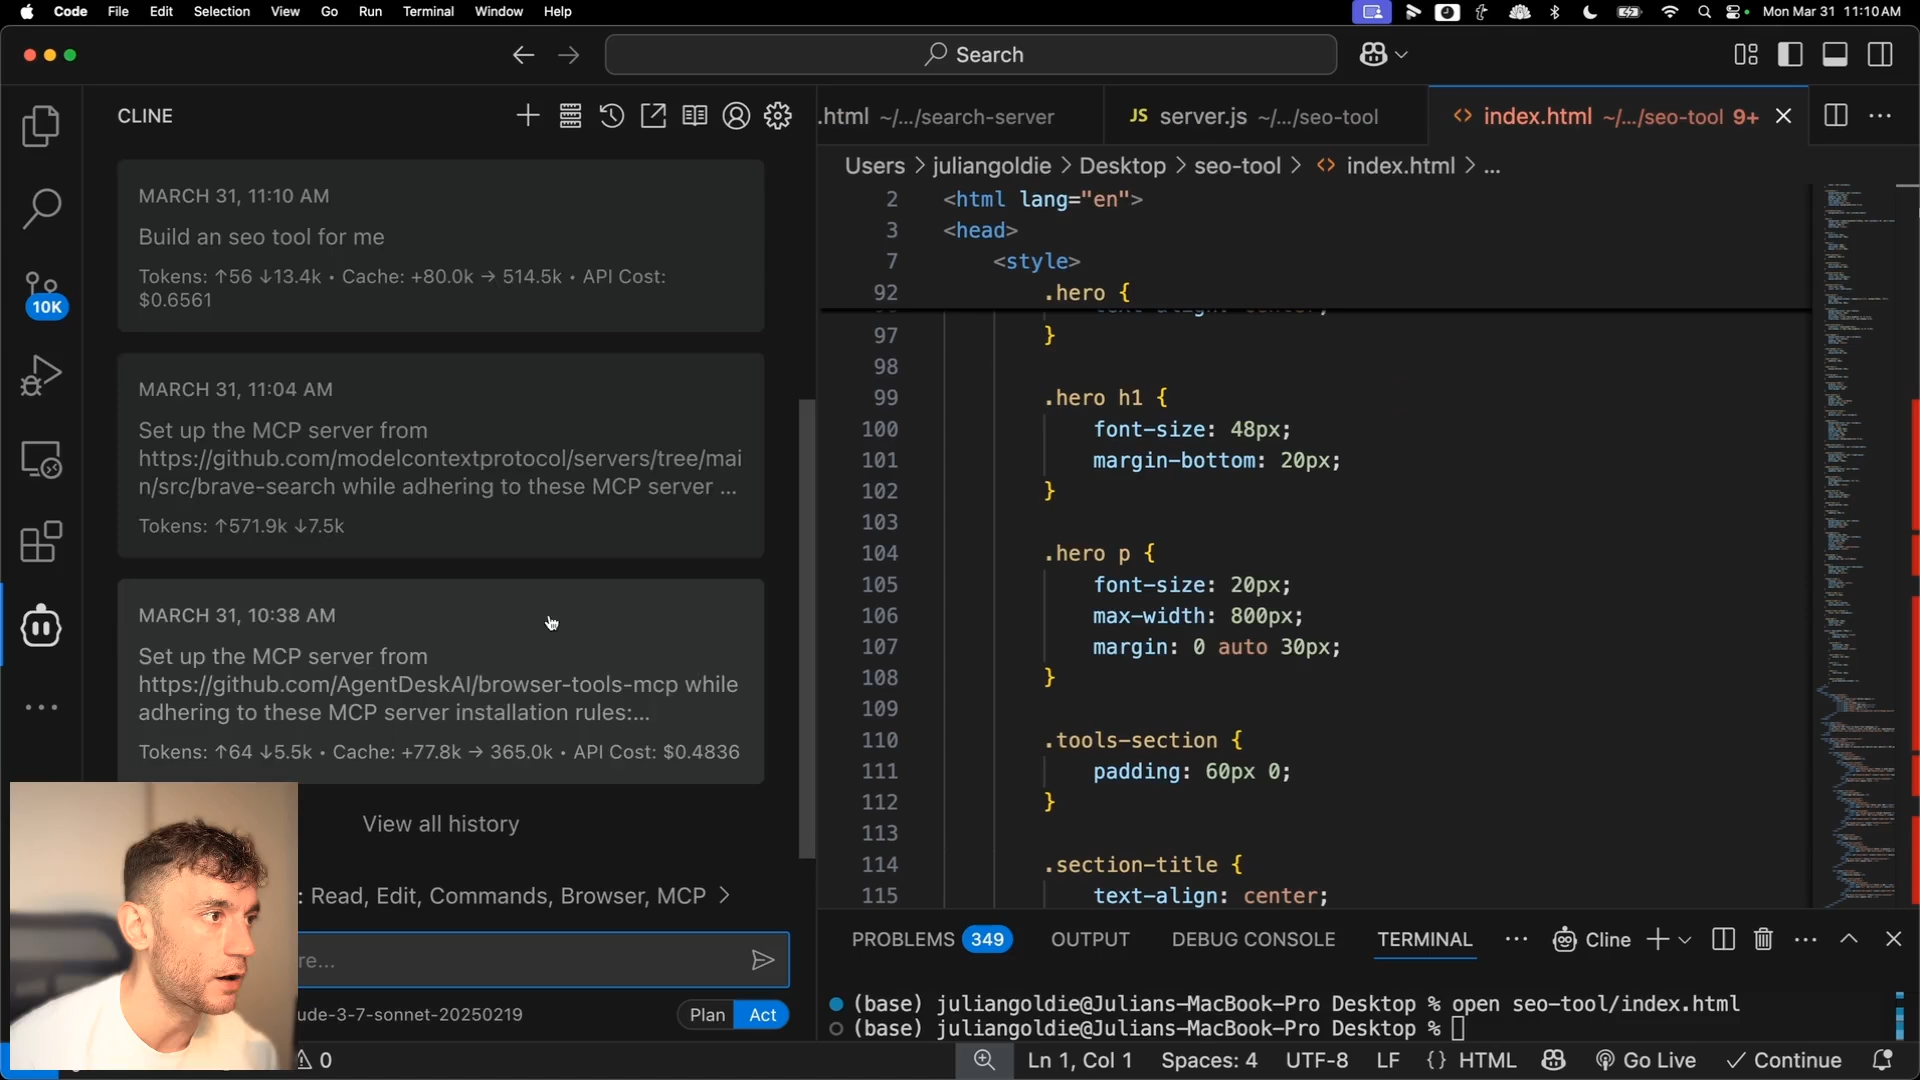 Code File Edit Selection View Go Run Terminal Window Help
Mon Mar 31 11:10 AM
Search
CLINE
MARCH 31, 11:10 AM
Build an seo tool for me
Tokens: ↑56 ↓13.4k • Cache: +80.0k → 514.5k • API Cost:
$0.6561
10K
MARCH 31, 11:04 AM
Set up the MCP server from
https://github.com/modelcontextprotocol/servers/tree/mai
n/src/brave-search while adhering to these MCP server ...
Tokens: ↑571.9k ↓7.5k
MARCH 31, 10:38 AM
Set up the MCP server from
https://github.com/AgentDeskAI/browser-tools-mcp while
adhering to these MCP server installation rules:...
Tokens: ↑64 ↓5.5k • Cache: +77.8k → 365.0k • API Cost: $0.4836
View all history
: Read, Edit, Commands, Browser, MCP >
re...
ude-3-7-sonnet-20250219
Plan Act
.html ~/.../search-server
JS server.js ~/.../seo-tool
<> index.html ~/.../seo-tool 9+
Users > juliangoldie > Desktop > seo-tool > <> index.html > ...
2 <html lang="en">
3 <head>
7 <style>
92 .hero {
text-align: center;
97 }
98
99 .hero h1 {
100 font-size: 48px;
101 margin-bottom: 20px;
102 }
103
104 .hero p {
105 font-size: 20px;
106 max-width: 800px;
107 margin: 0 auto 30px;
108 }
109
110 .tools-section {
111 padding: 60px 0;
112 }
113
114 .section-title {
115 text-align: center;
PROBLEMS 349 OUTPUT DEBUG CONSOLE TERMINAL ... Cline
(base) juliangoldie@Julians-MacBook-Pro Desktop % open seo-tool/index.html
(base) juliangoldie@Julians-MacBook-Pro Desktop %
0 Ln 1, Col 1 Spaces: 4 UTF-8 LF {} HTML Go Live Continue